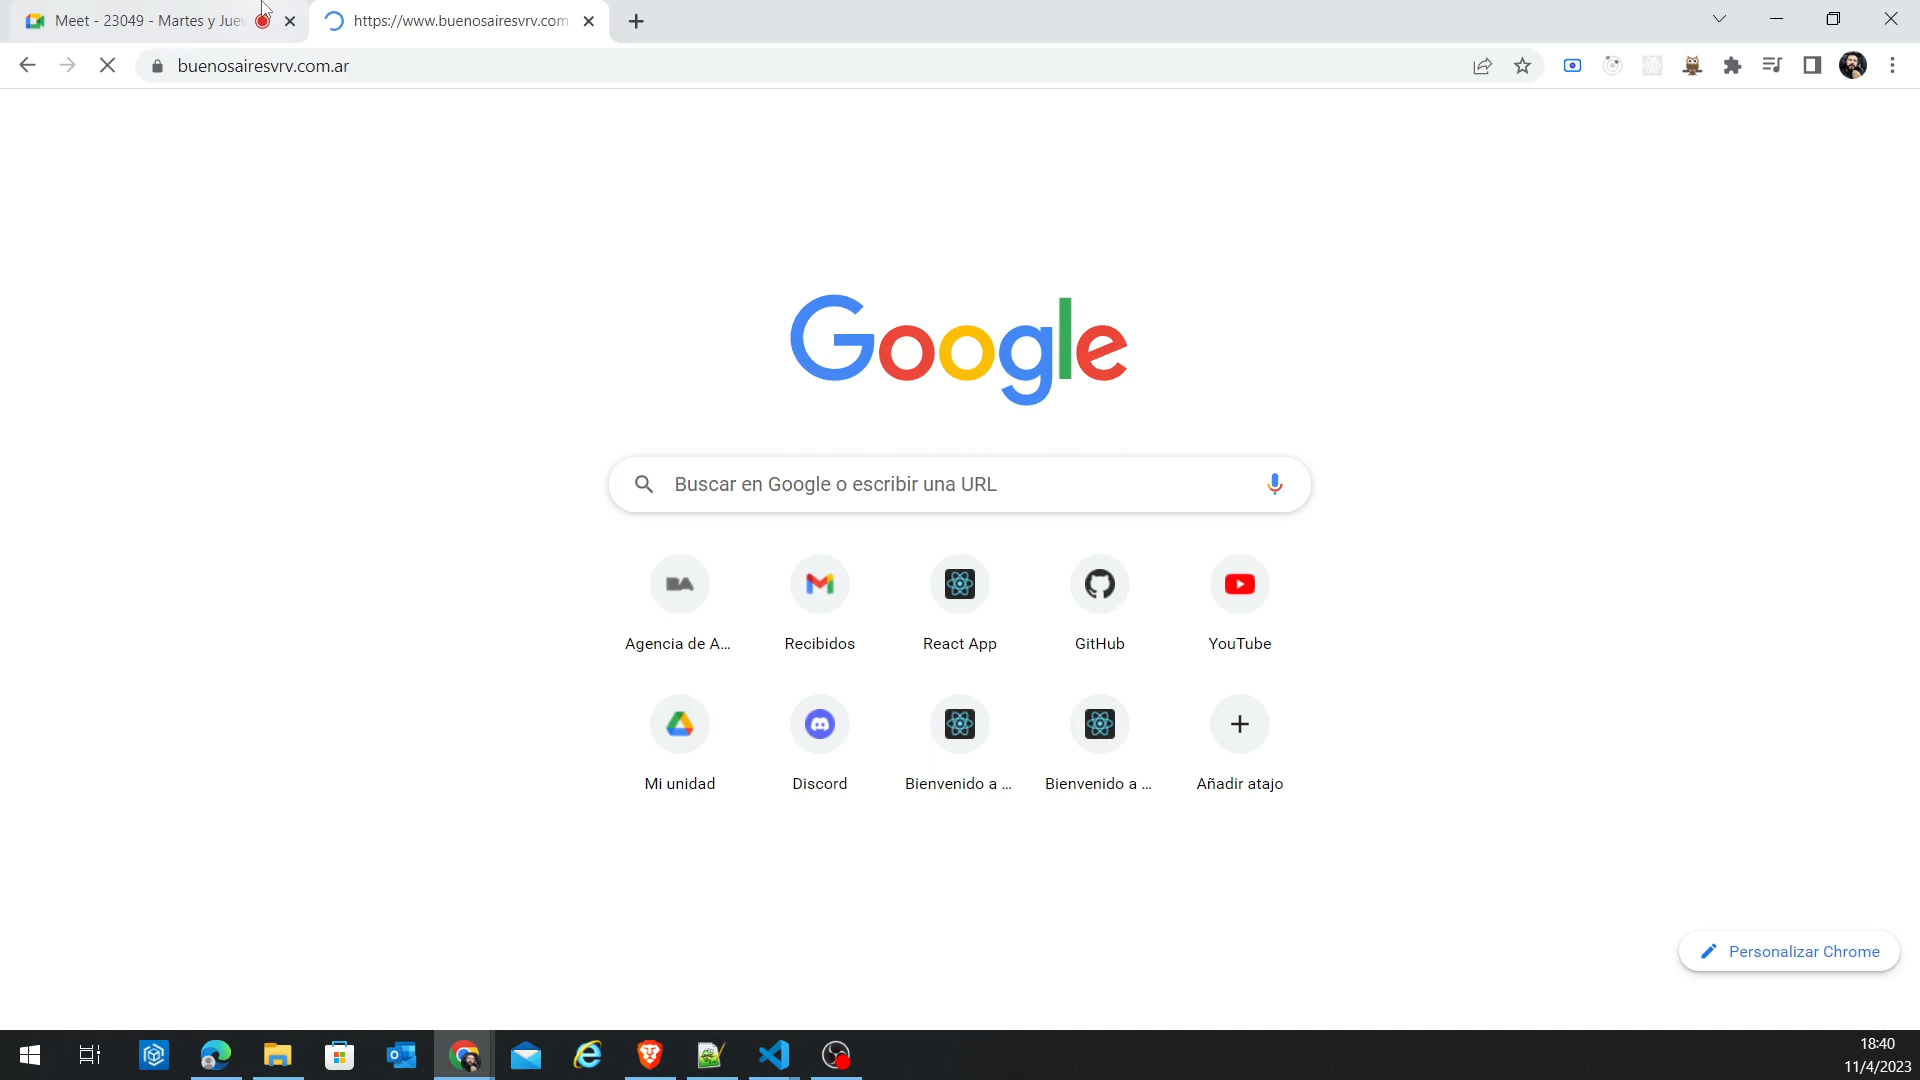 Meet - 23049 - Martes y Juev
https://www.buenosairesvrv.com.
buenosairesvrv.com.ar
Google
Buscar en Google o escribir una URL
Agencia de A...
Recibidos
React App
GitHub
YouTube
Mi unidad
Discord
Bienvenido a ...
Bienvenido a ...
Añadir atajo
Personalizar Chrome
18:40
11/4/2023